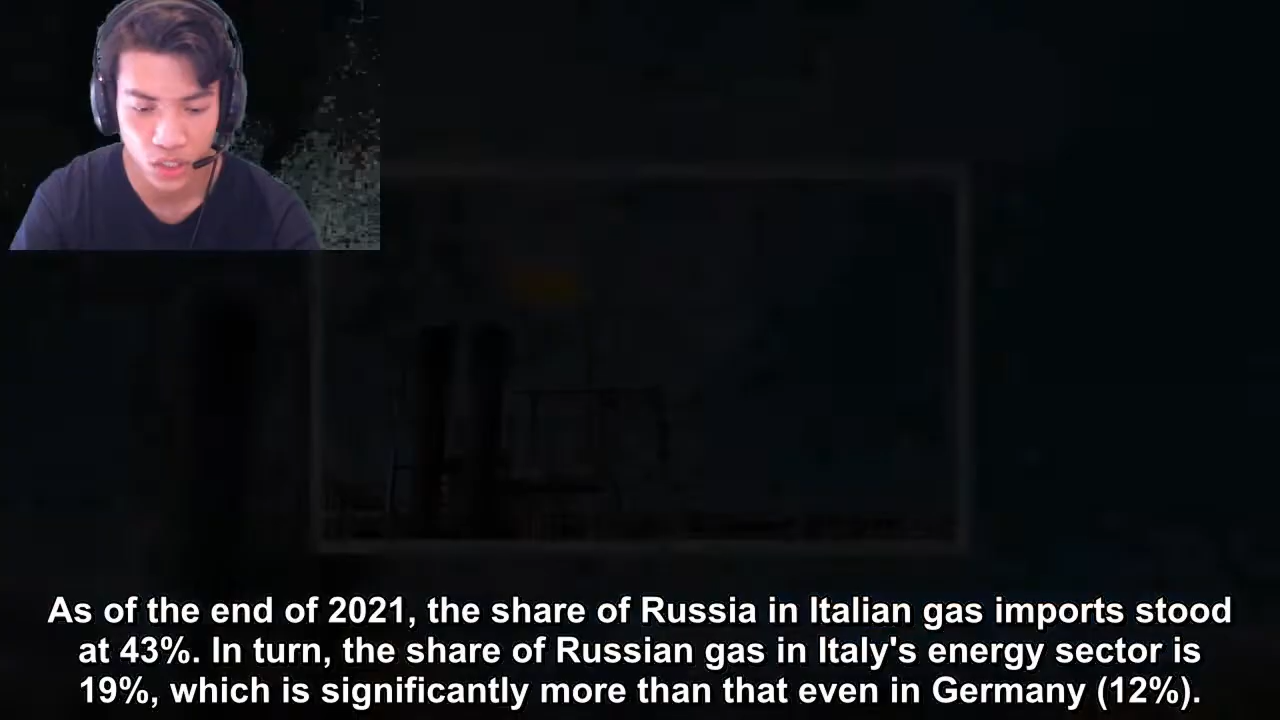 As of the end of 2021, the share of Russia in Italian gas imports stood
at 43%. In turn, the share of Russian gas in Italy's energy sector is
19%, which is significantly more than that even in Germany (12%).